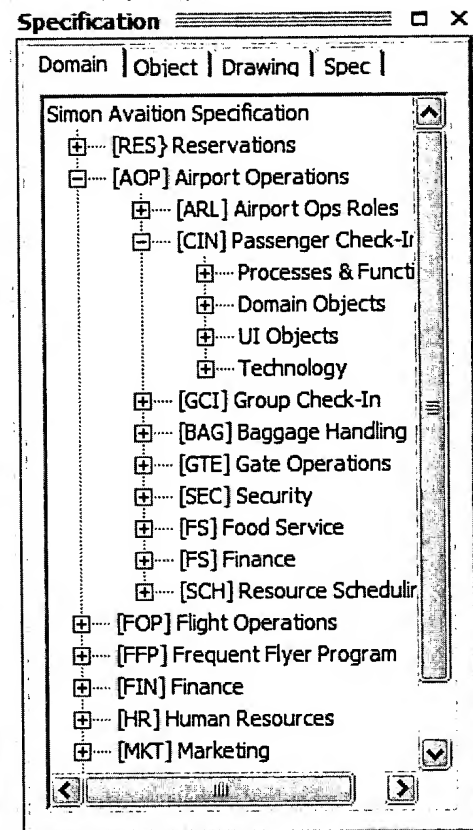 Specification
Domain Object Drawing Spec
Simon Avaition Specification
[RES} Reservations
[AOP] Airport Operations
[ARL] Airport Ops Roles
[CIN] Passenger Check-Ir
Processes & Functi
Domain Objects
UI Objects
Technology
[GCI] Group Check-In
[BAG] Baggage Handling
[GTE] Gate Operations
[SEC] Security
[FS] Food Service
[FS] Finance
[SCH] Resource Schedulir
[FOP] Flight Operations
[FFP] Frequent Flyer Program
[FIN] Finance
[HR] Human Resources
[MKT] Marketing